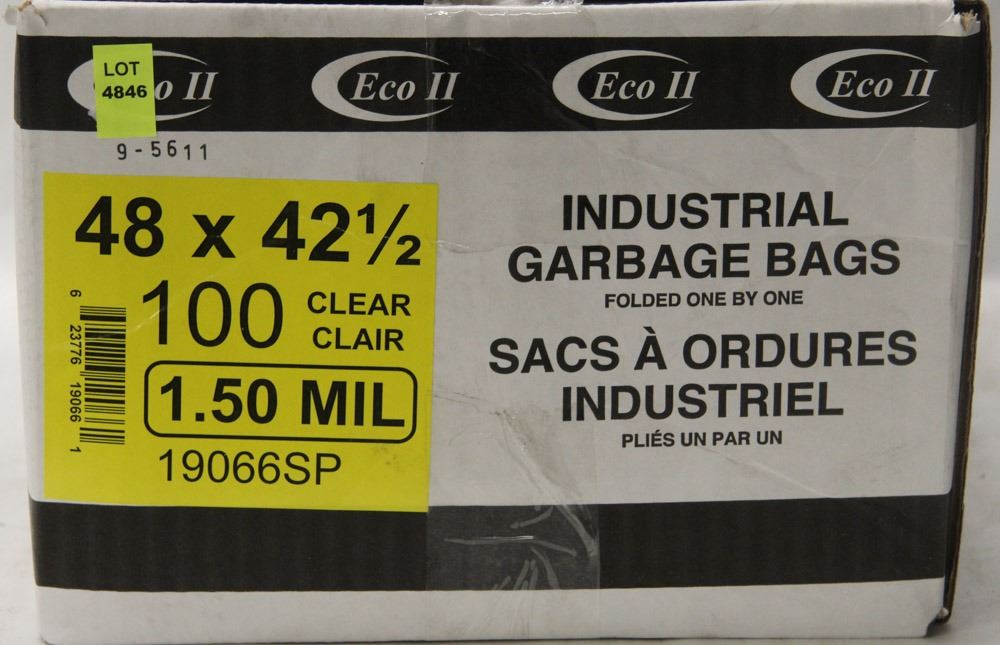 LOT
4846
o II
Eco II
Eco II
Eco II
9-5611
48 x 42½
100 CLEAR
CLAIR
1.50 MIL
19066SP
6 23776 19066 1
INDUSTRIAL
GARBAGE BAGS
FOLDED ONE BY ONE
SACS À ORDURES
INDUSTRIEL
PLIÉS UN PAR UN